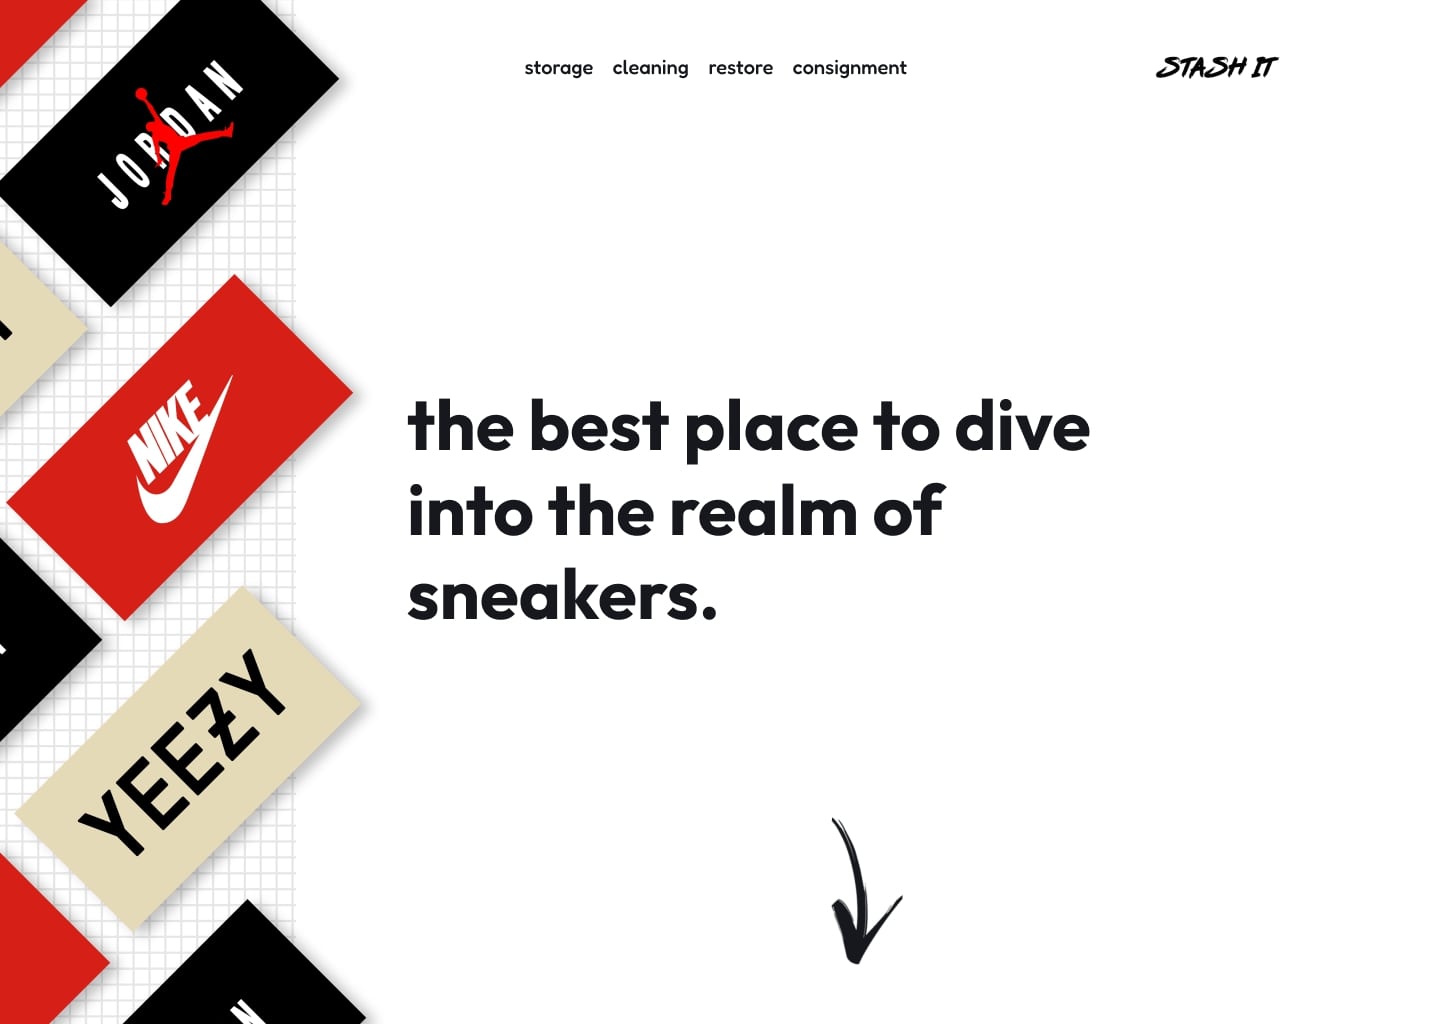 storage cleaning restore consignment
STASH IT
JORDAN
NIKE
the best place to dive
into the realm of
sneakers.
YEEZY